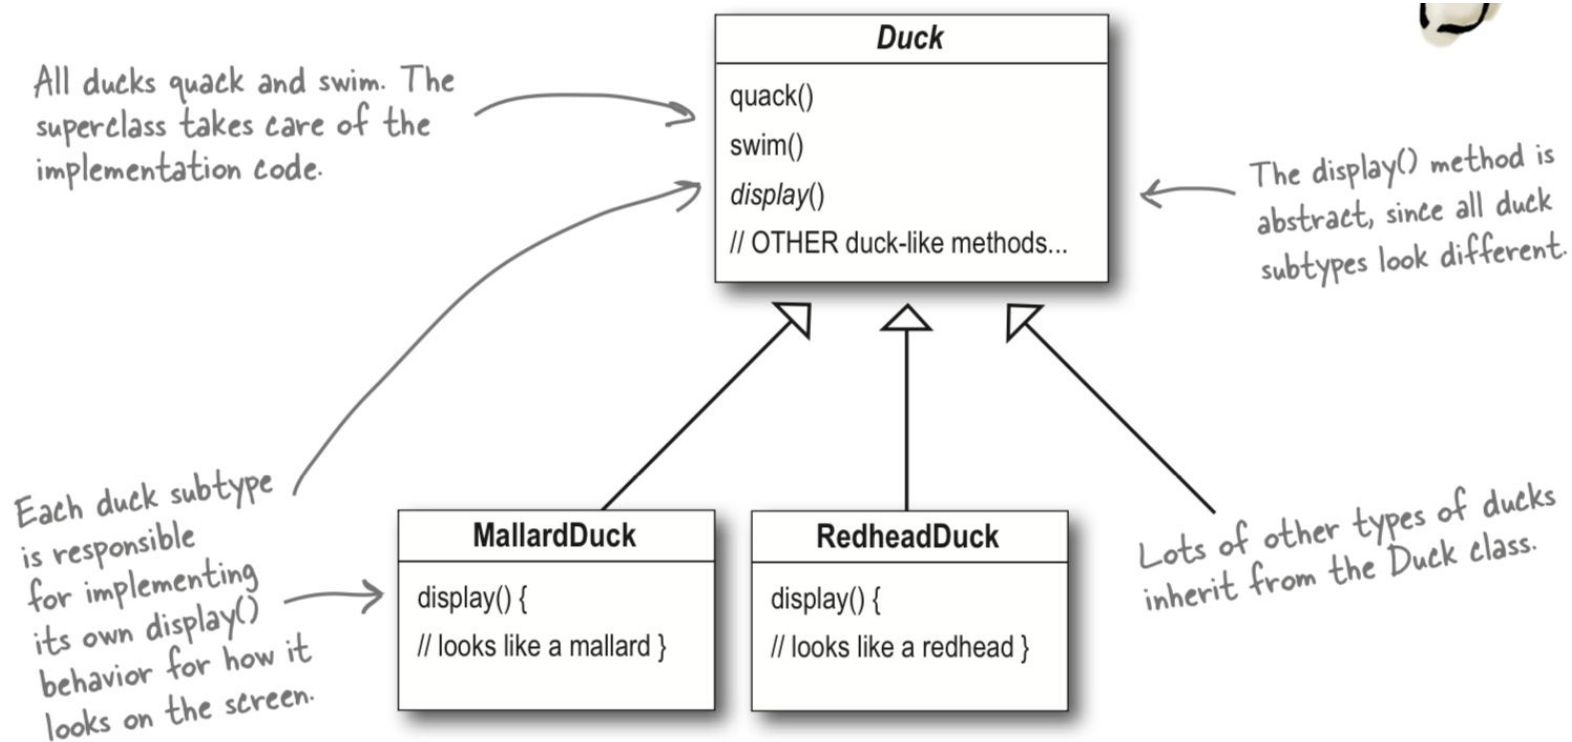 All ducks quack and swim. The
superclass takes care of the
implementation code.
Duck
quack()
swim()
display()
// OTHER duck-like methods...
The display() method is
abstract, since all duck
subtypes look different.
Each duck subtype
is responsible
for implementing
its own display()
behavior for how it
looks on the screen.
MallardDuck
display() {
// looks like a mallard }
RedheadDuck
display() {
// looks like a redhead }
Lots of other types of ducks
inherit from the Duck class.